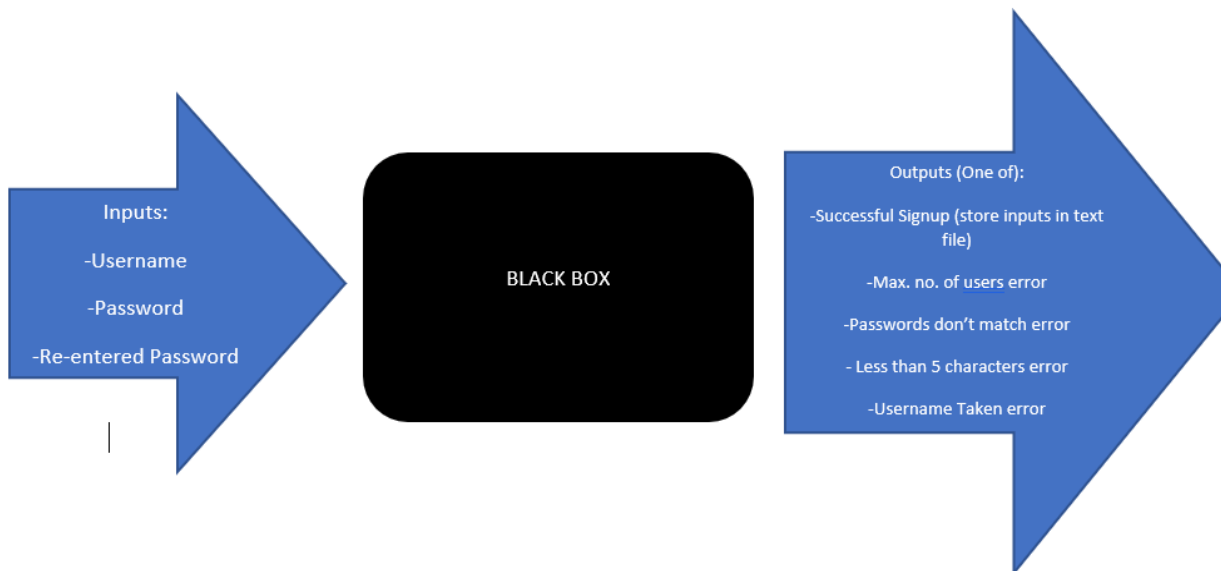 Inputs:
-Username
-Password
-Re-entered Password
BLACK BOX
Outputs (One of):
-Successful Signup (store inputs in text
file)
-Max. no. of users error
-Passwords don’t match error
- Less than 5 characters error
-Username Taken error